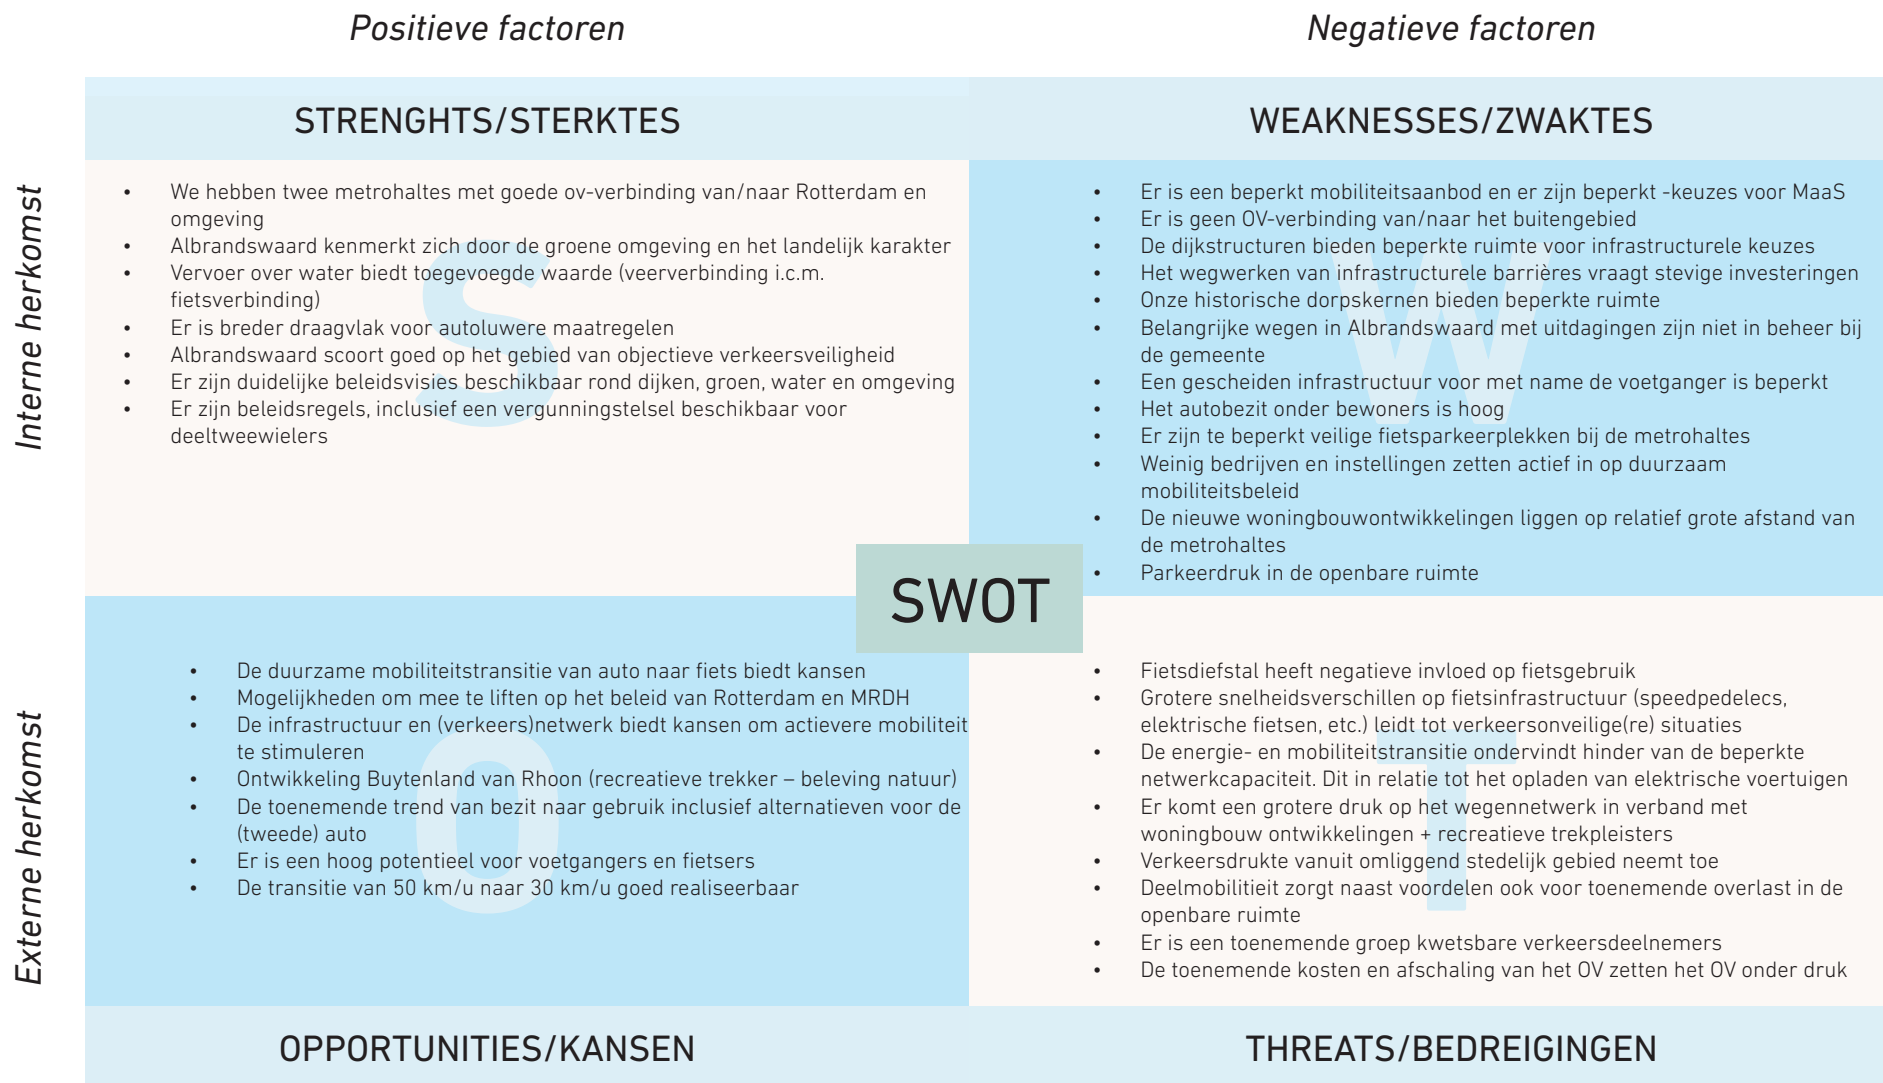 Positieve factoren
Negatieve factoren
Interne herkomst
STRENGHTS/STERKTES
• We hebben twee metrohaltes met goede ov-verbinding van/naar Rotterdam en
omgeving
• Albrandswaard kenmerkt zich door de groene omgeving en het landelijk karakter
• Vervoer over water biedt toegevoegde waarde (veerverbinding i.c.m.
fietsverbinding)
• Er is breder draagvlak voor autoluwere maatregelen
• Albrandswaard scoort goed op het gebied van objectieve verkeersveiligheid
• Er zijn duidelijke beleidsvisies beschikbaar rond dijken, groen, water en omgeving
• Er zijn beleidsregels, inclusief een vergunningstelsel beschikbaar voor
deeltweewielers
S
WEAKNESSES/ZWAKTES
• Er is een beperkt mobiliteitsaanbod en er zijn beperkt -keuzes voor MaaS
• Er is geen OV-verbinding van/naar het buitengebied
• De dijkstructuren bieden beperkte ruimte voor infrastructurele keuzes
• Het wegwerken van infrastructurele barrières vraagt stevige investeringen
• Onze historische dorpskernen bieden beperkte ruimte
• Belangrijke wegen in Albrandswaard met uitdagingen zijn niet in beheer bij
de gemeente
• Een gescheiden infrastructuur voor met name de voetganger is beperkt
• Het autobezit onder bewoners is hoog
• Er zijn te beperkt veilige fietsparkeerplekken bij de metrohaltes
• Weinig bedrijven en instellingen zetten actief in op duurzaam
mobiliteitsbeleid
• De nieuwe woningbouwontwikkelingen liggen op relatief grote afstand van
de metrohaltes
• Parkeerdruk in de openbare ruimte
W
SWOT
Externe herkomst
• De duurzame mobiliteitstransitie van auto naar fiets biedt kansen
• Mogelijkheden om mee te liften op het beleid van Rotterdam en MRDH
• De infrastructuur en (verkeers)netwerk biedt kansen om actievere mobiliteit
te stimuleren
• Ontwikkeling Buytenland van Rhoon (recreatieve trekker – beleving natuur)
• De toenemende trend van bezit naar gebruik inclusief alternatieven voor de
(tweede) auto
• Er is een hoog potentieel voor voetgangers en fietsers
• De transitie van 50 km/u naar 30 km/u goed realiseerbaar
O
OPPORTUNITIES/KANSEN
• Fietsdiefstal heeft negatieve invloed op fietsgebruik
• Grotere snelheidsverschillen op fietsinfrastructuur (speedpedelecs,
elektrische fietsen, etc.) leidt tot verkeersonveilige(re) situaties
• De energie- en mobiliteitstransitie ondervindt hinder van de beperkte
netwerkcapaciteit. Dit in relatie tot het opladen van elektrische voertuigen
• Er komt een grotere druk op het wegennetwerk in verband met
woningbouw ontwikkelingen + recreatieve trekpleisters
• Verkeersdrukte vanuit omliggend stedelijk gebied neemt toe
• Deelmobilitieit zorgt naast voordelen ook voor toenemende overlast in de
openbare ruimte
• Er is een toenemende groep kwetsbare verkeersdeelnemers
• De toenemende kosten en afschaling van het OV zetten het OV onder druk
T
THREATS/BEDREIGINGEN